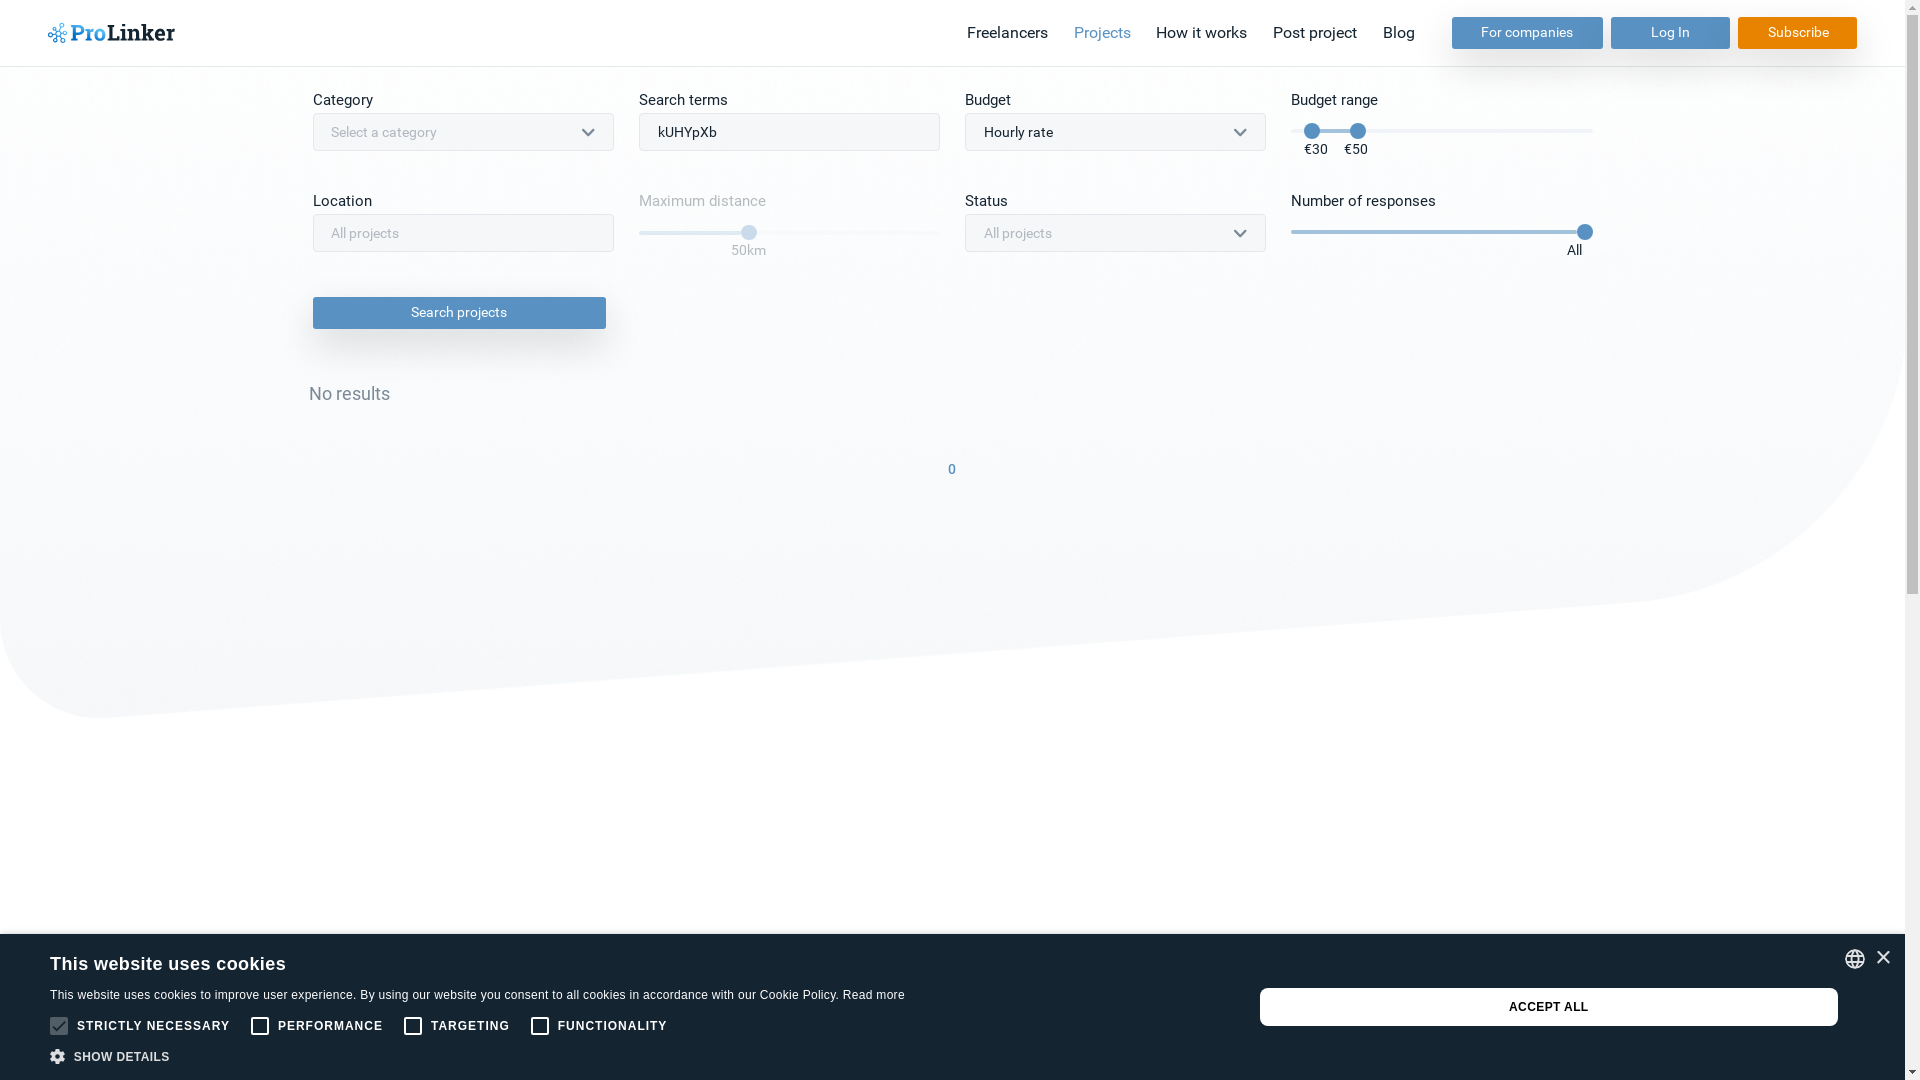 ProLinker
Freelancers Projects How it works Post project Blog For companies Log In Subscribe
Category Search terms Budget Budget range
Select a category kUHYpXb Hourly rate
€30 €50
Location Maximum distance Status Number of responses
All projects All projects
50km All
Search projects
No results
0
This website uses cookies
This website uses cookies to improve user experience. By using our website you consent to all cookies in accordance with our Cookie Policy. Read more
STRICTLY NECESSARY PERFORMANCE TARGETING FUNCTIONALITY
SHOW DETAILS
ACCEPT ALL
×